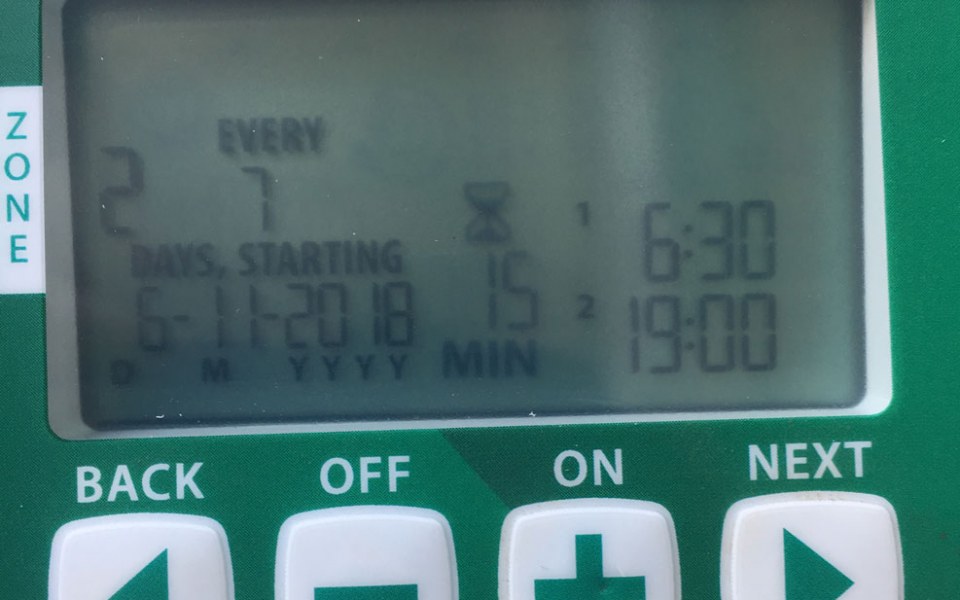 ZONE
EVERY
2 7
DAYS, STARTING
6-11-2018
D M YYYY
15
MIN
1 6:30
2 19:00
BACK OFF ON NEXT